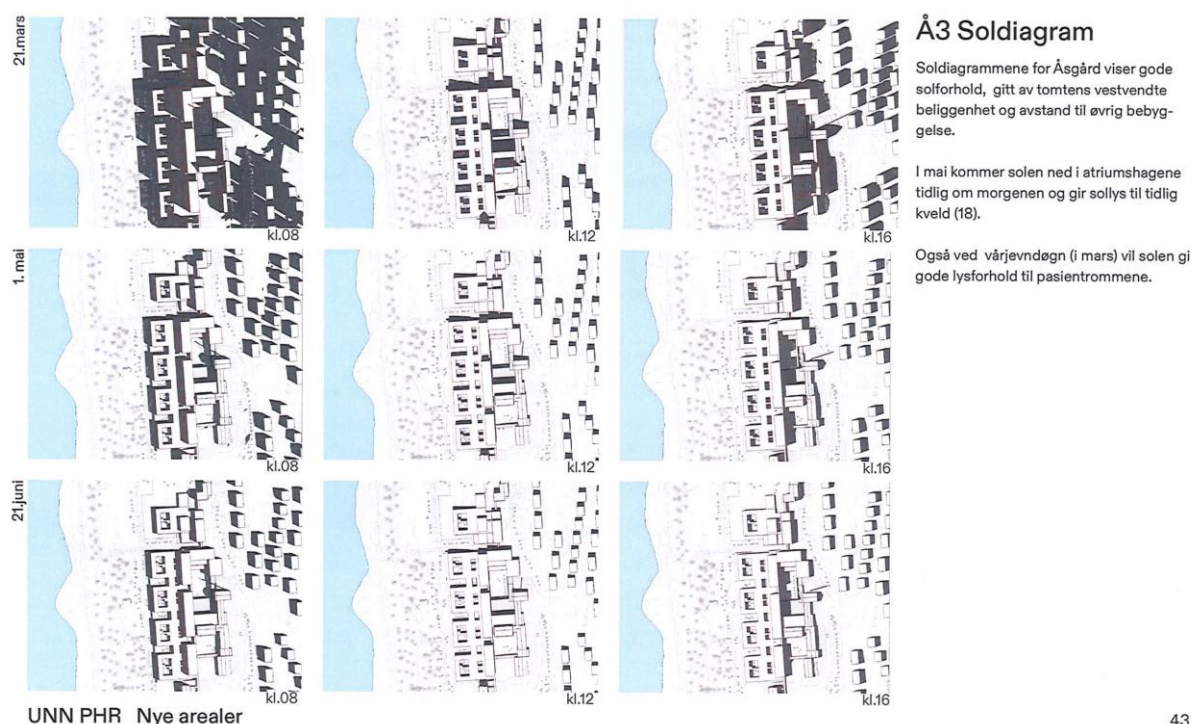 Å3 Soldiagram
Soldiagrammene for Åsgård viser gode
solforhold, gitt av tomtens vestvendte
beliggenhet og avstand til øvrig bebyg-
gelse.
I mai kommer solen ned i atriumshagene
tidlig om morgenen og gir sollys til tidlig
kveld (18).
Også ved vårjevndøgn (i mars) vil solen gi
gode lysforhold til pasientrommene.
21.mars
kl.08
kl.12
kl.16
1. mai
kl.08
kl.12
kl.16
21.juni
kl.08
kl.12
kl.16
UNN PHR Nye arealer
43